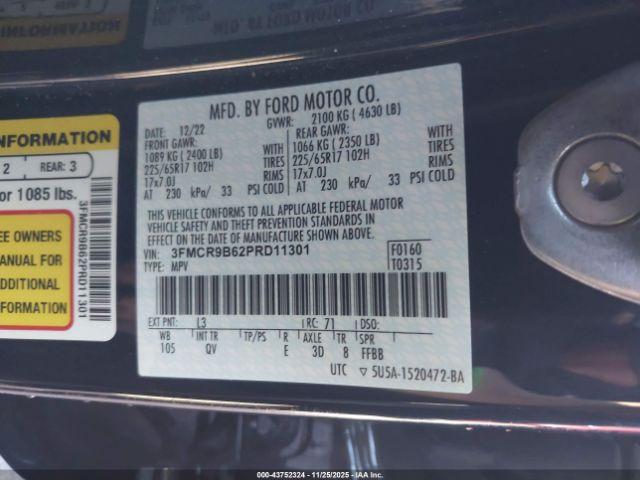 INFORMATION
INFORMATION
2 REAR: 3
or 1085 lbs.
EE OWNERS
MANUAL FOR
ADDITIONAL
FORMATION
3FMCR9B62PRD11301
MFD. BY FORD MOTOR CO.
DATE: 12/22 GVWR: 2100 KG ( 4630 LB)
FRONT GAWR: REAR GAWR:
1089 KG ( 2400 LB) WITH 1066 KG ( 2350 LB) WITH
225/65R17 102H TIRES 225/65R17 102H TIRES
17x7.0J RIMS 17x7.0J RIMS
AT 230 kPa/ 33 PSI COLD AT 230 kPa/ 33 PSI COLD
THIS VEHICLE CONFORMS TO ALL APPLICABLE FEDERAL MOTOR
VEHICLE SAFETY AND THEFT PREVENTION STANDARDS IN
EFFECT ON THE DATE OF MANUFACTURE SHOWN ABOVE.
VIN: 3FMCR9B62PRD11301 F0160
TYPE: MPV T0315
EXT PNT: L3 RC: 71 DSO:
WB INT TR TP/PS R AXLE TR SPR
105 QV E 3D 8 FFBB
UTC ▽ 5U5A-1520472-BA
000-43752324 | 11/25/2025 - IAA Inc.